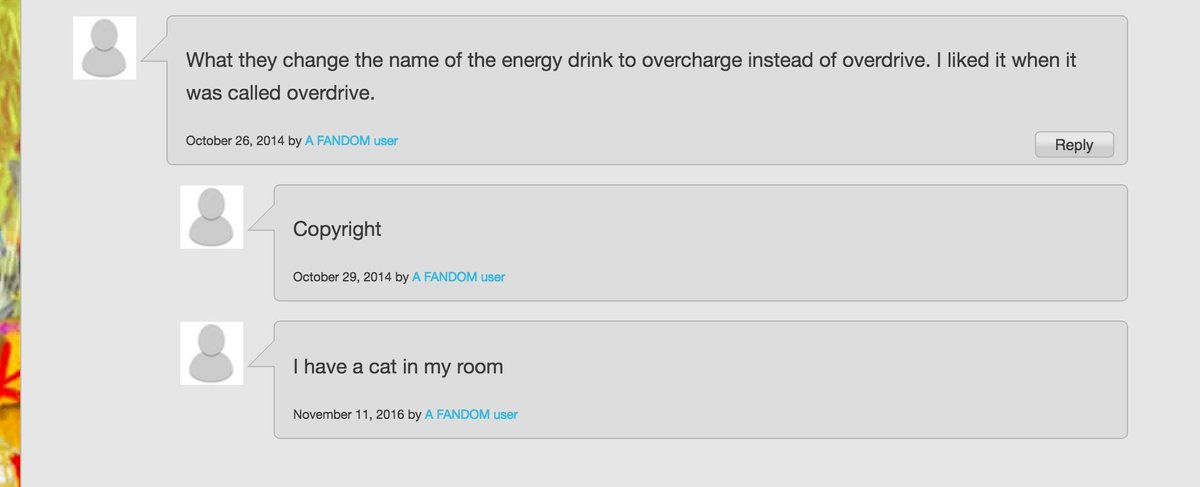 What they change the name of the energy drink to overcharge instead of overdrive. I liked it when it
was called overdrive.
October 26, 2014 by A FANDOM user
Reply
Copyright
October 29, 2014 by A FANDOM user
I have a cat in my room
November 11, 2016 by A FANDOM user